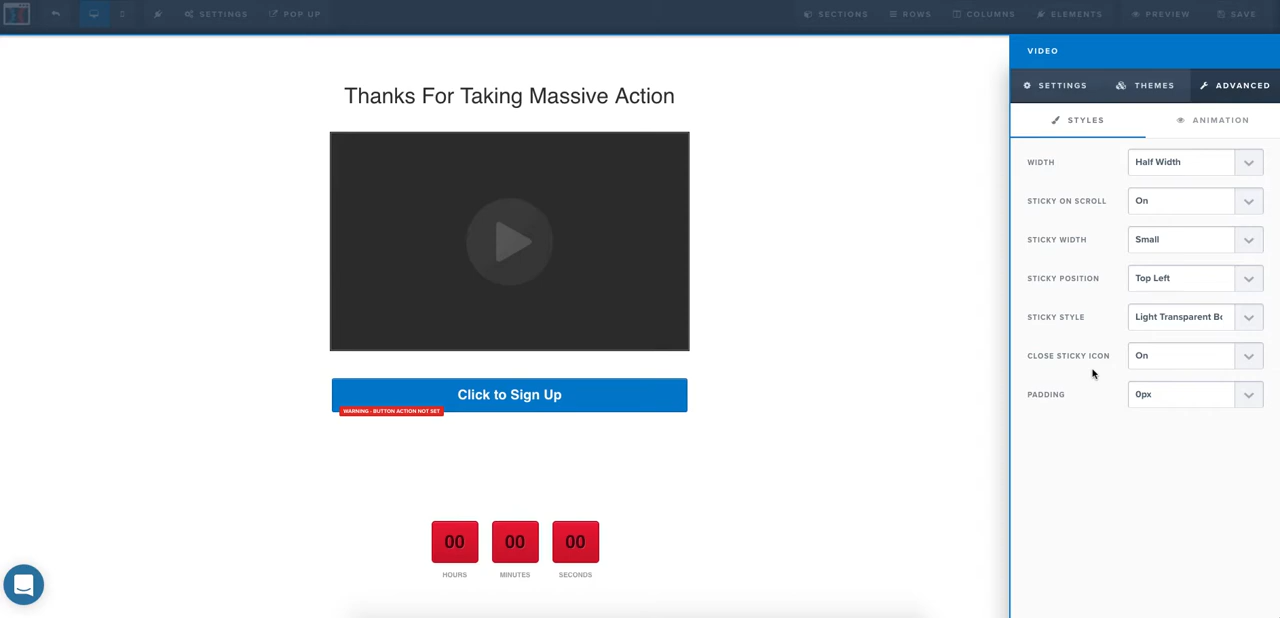 SETTINGS POP UP SECTIONS ROWS COLUMNS ELEMENTS PREVIEW SAVE
VIDEO
SETTINGS THEMES ADVANCED
STYLES ANIMATION
WIDTH Half Width
STICKY ON SCROLL On
STICKY WIDTH Small
STICKY POSITION Top Left
STICKY STYLE Light Transparent
CLOSE STICKY ICON On
PADDING 0px
Thanks For Taking Massive Action
Click to Sign Up
WARNING - BUTTON ACTION NOT SET
00 00 00
HOURS MINUTES SECONDS